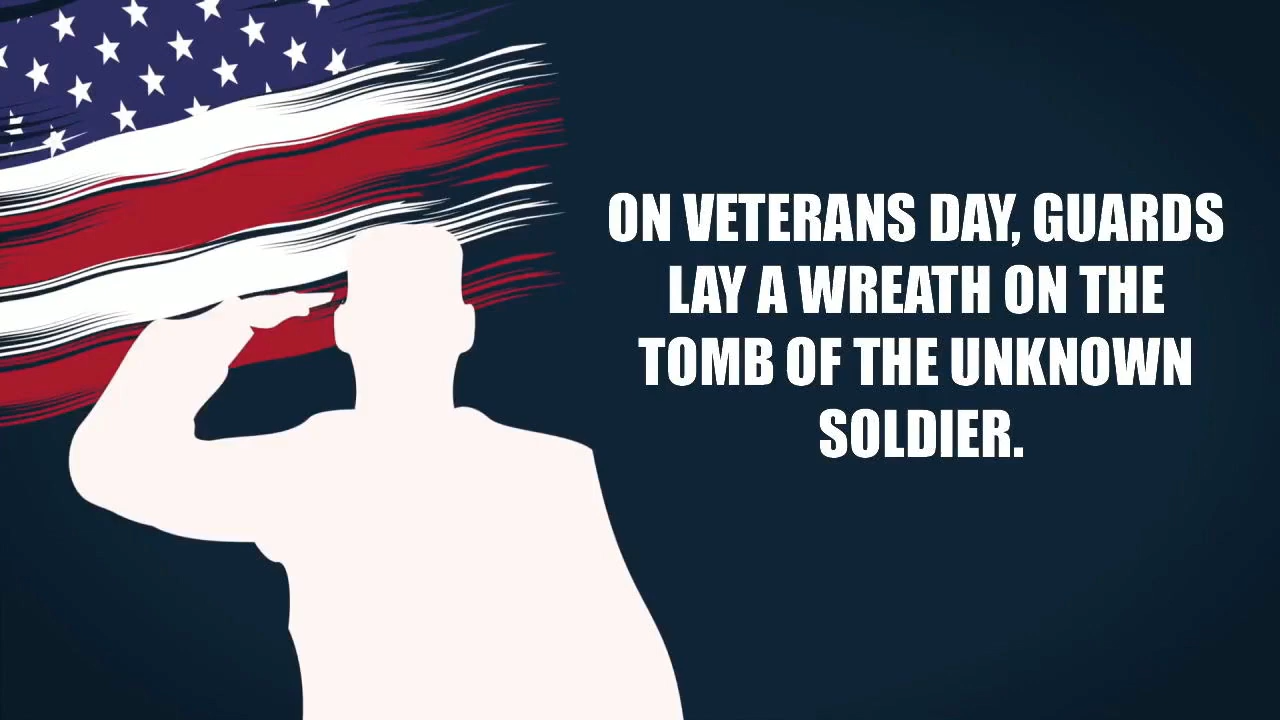 ON VETERANS DAY, GUARDS
LAY A WREATH ON THE
TOMB OF THE UNKNOWN
SOLDIER.